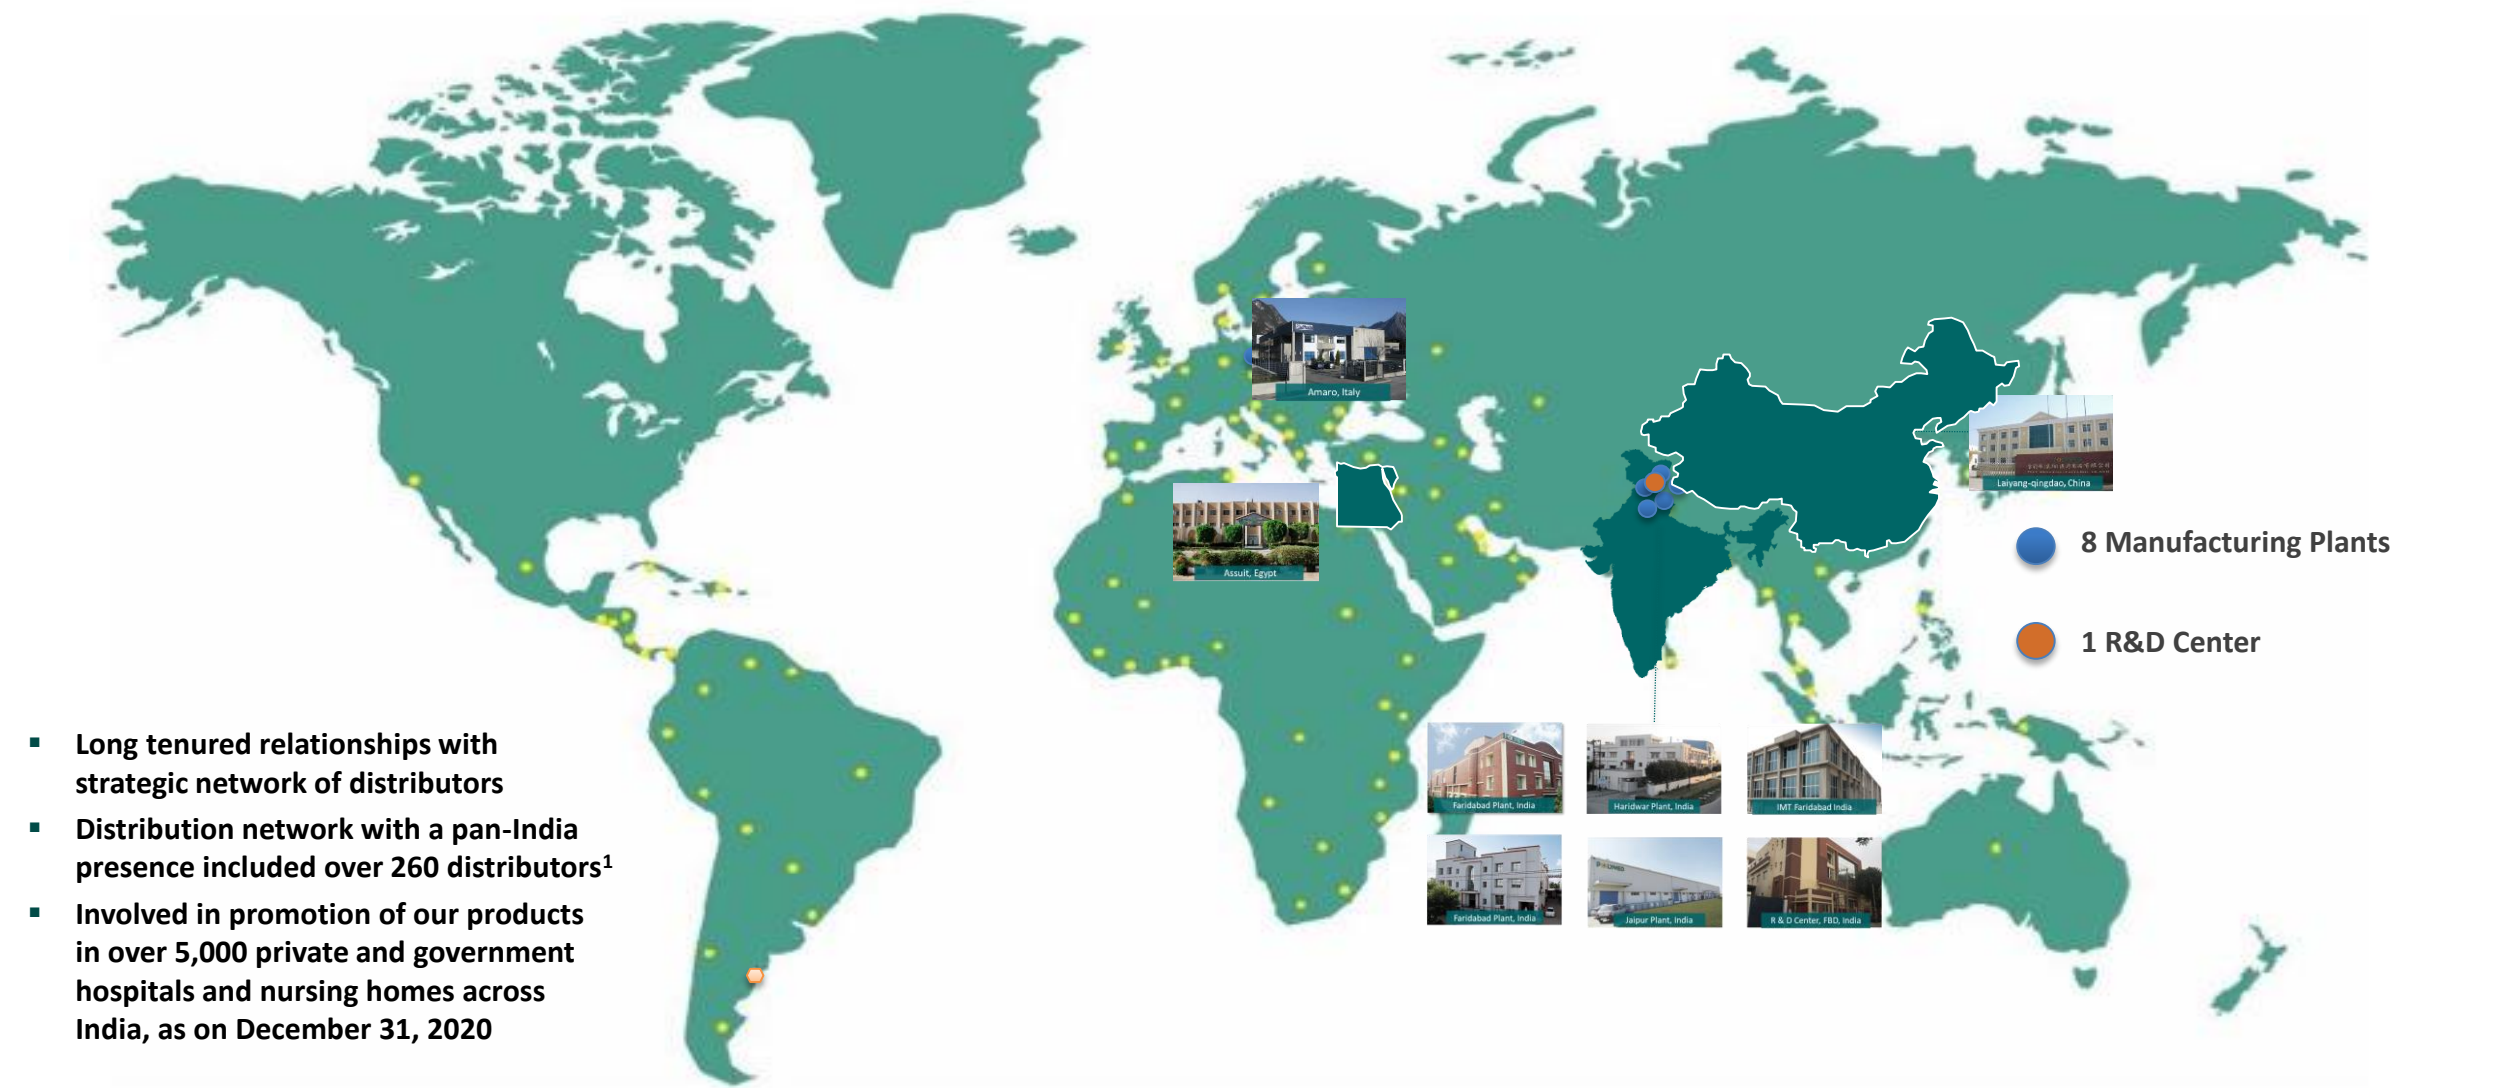 Amaro, Italy
Laiyang-qingdao, China
Assuit, Egypt
8 Manufacturing Plants
1 R&D Center
▪ Long tenured relationships with
strategic network of distributors
▪ Distribution network with a pan-India
presence included over 260 distributors¹
▪ Involved in promotion of our products
in over 5,000 private and government
hospitals and nursing homes across
India, as on December 31, 2020
Faridabad Plant, India
Haridwar Plant, India
IMT Faridabad India
Faridabad Plant, India
Jaipur Plant, India
R & D Center, FBD, India